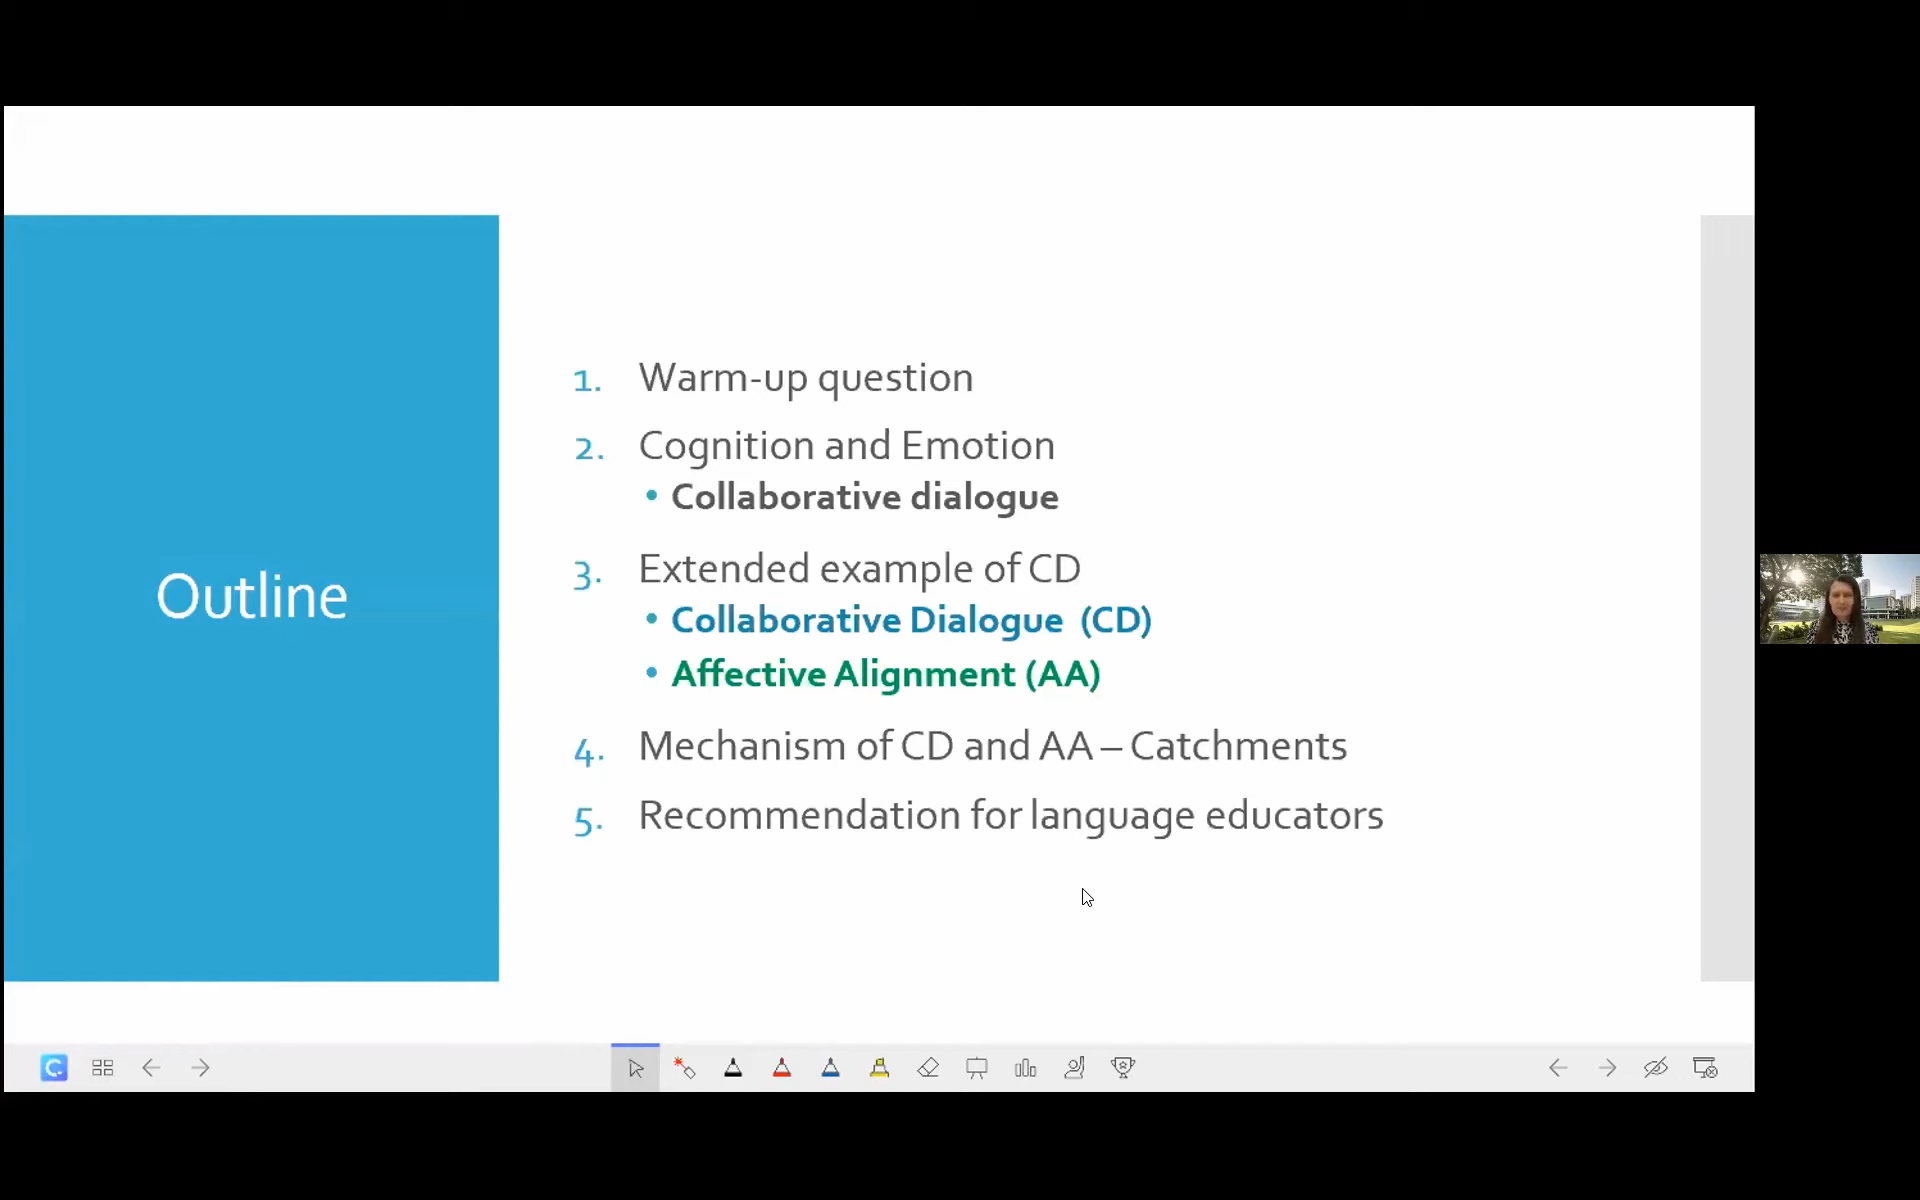 Outline
1. Warm-up question
2. Cognition and Emotion
• Collaborative dialogue
3. Extended example of CD
• Collaborative Dialogue (CD)
• Affective Alignment (AA)
4. Mechanism of CD and AA – Catchments
5. Recommendation for language educators